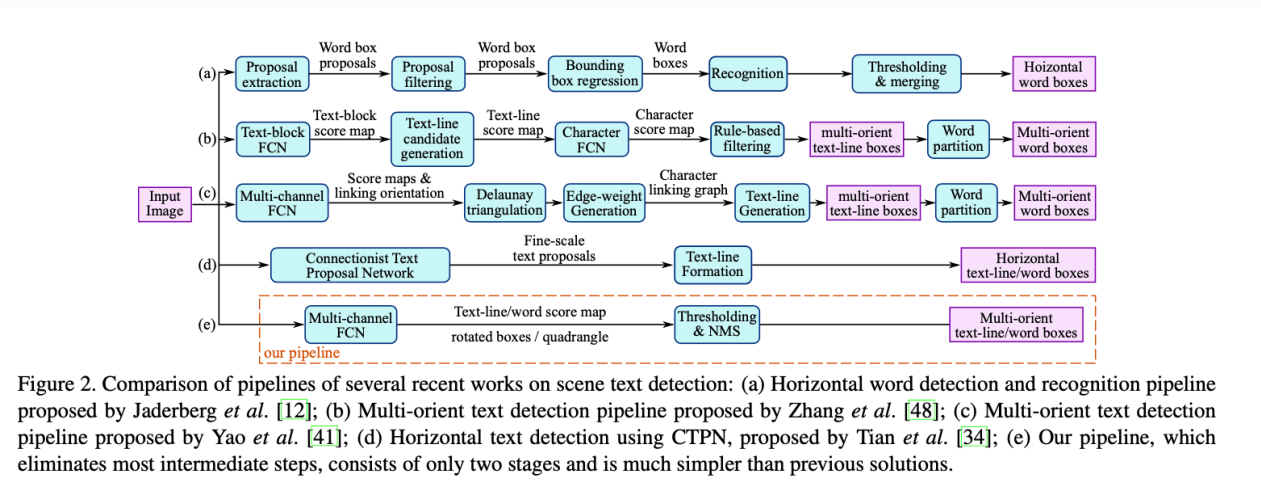 Word box
proposals
Word box
proposals
Word
boxes
(a)
Proposal
extraction
Proposal
filtering
Bounding
box regression
Recognition
Thresholding
& merging
Hoizontal
word boxes
Text-block
score map
Text-line
score map
Character
score map
(b)
Text-block
FCN
Text-line
candidate
generation
Character
FCN
Rule-based
filtering
multi-orient
text-line boxes
Word
partition
Multi-orient
word boxes
Input
Image
Score maps &
linking orientation
Character
linking graph
(c)
Multi-channel
FCN
Delaunay
triangulation
Edge-weight
Generation
Text-line
Generation
multi-orient
text-line boxes
Word
partition
Multi-orient
word boxes
(d)
Connectionist Text
Proposal Network
Fine-scale
text proposals
Text-line
Formation
Horizontal
text-line/word boxes
(e)
Multi-channel
FCN
Text-line/word score map
rotated boxes / quadrangle
Thresholding
& NMS
Multi-orient
text-line/word boxes
our pipeline
Figure 2. Comparison of pipelines of several recent works on scene text detection: (a) Horizontal word detection and recognition pipeline
proposed by Jaderberg et al. [12]; (b) Multi-orient text detection pipeline proposed by Zhang et al. [48]; (c) Multi-orient text detection
pipeline proposed by Yao et al. [41]; (d) Horizontal text detection using CTPN, proposed by Tian et al. [34]; (e) Our pipeline, which
eliminates most intermediate steps, consists of only two stages and is much simpler than previous solutions.